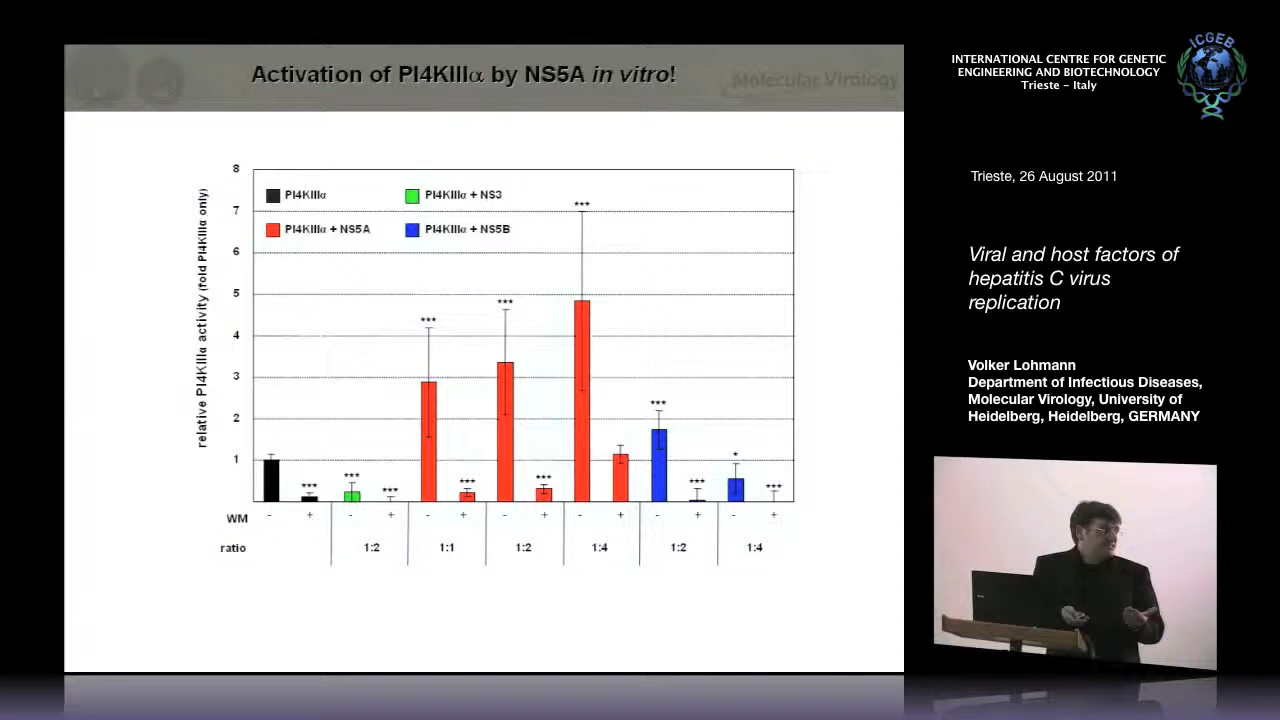 Activation of PI4KIIIα by NS5A in vitro!
Molecular Virology
relative PI4KIIIα activity (fold PI4KIIIα only)
8
7
6
5
4
3
2
1
PI4KIIIα
PI4KIIIα + NS3
PI4KIIIα + NS5A
PI4KIIIα + NS5B
*** *** *** *** *** *** *** *** *** *** * ***
WM - + - + - + - + - + - + - +
ratio 1:2 1:1 1:2 1:4 1:2 1:4
INTERNATIONAL CENTRE FOR GENETIC
ENGINEERING AND BIOTECHNOLOGY
Trieste - Italy
ICGEB
Trieste, 26 August 2011
Viral and host factors of
hepatitis C virus
replication
Volker Lohmann
Department of Infectious Diseases,
Molecular Virology, University of
Heidelberg, Heidelberg, GERMANY